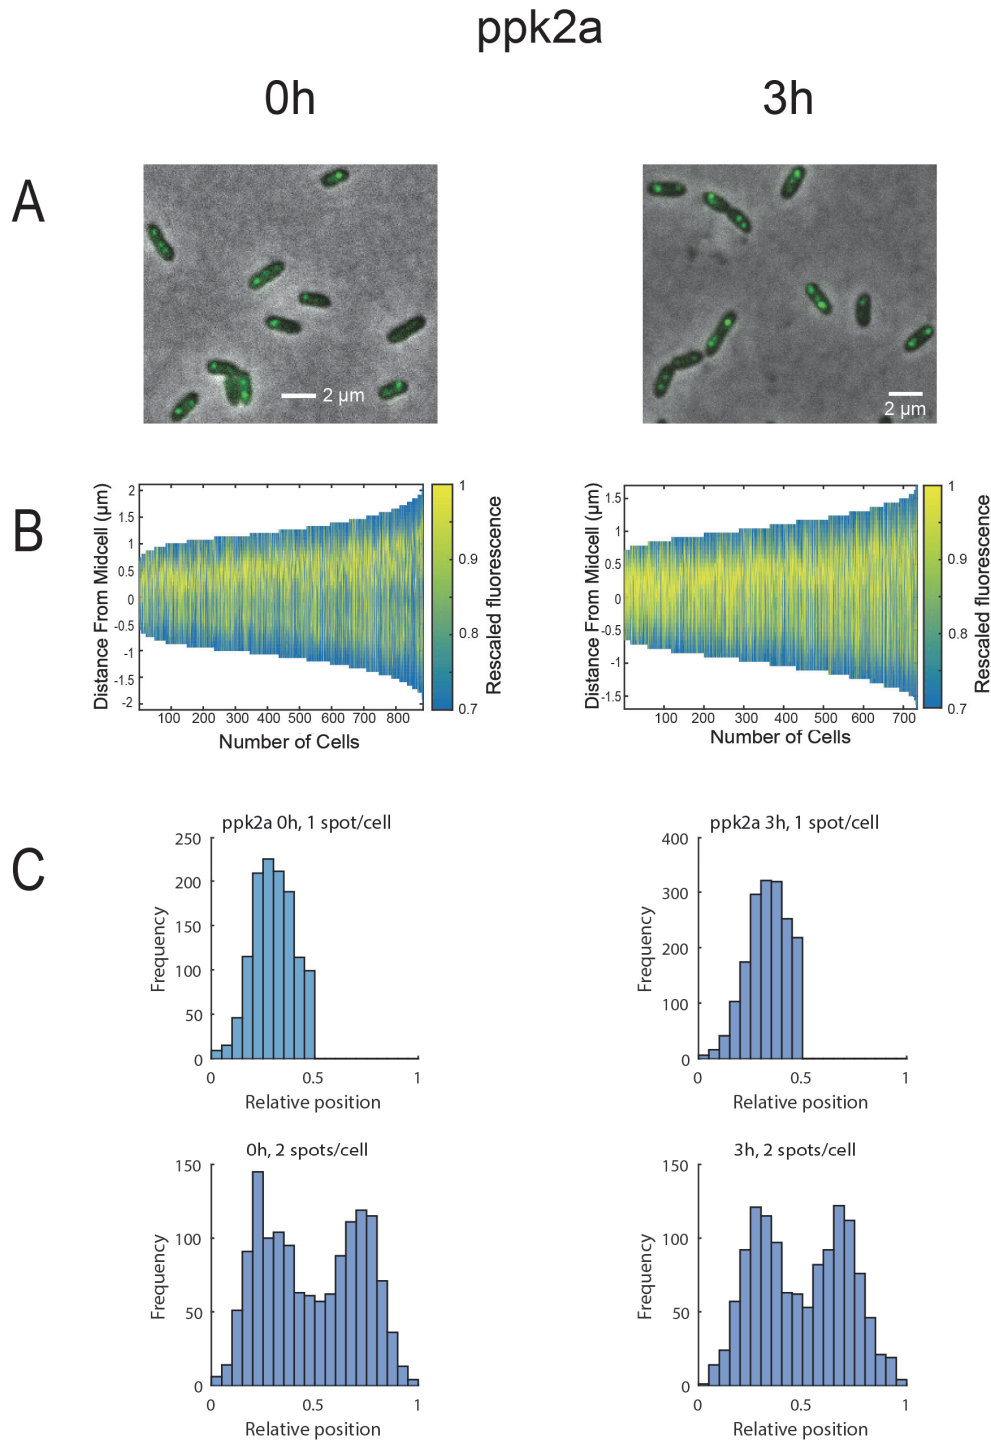 ppk2a
0h
3h
A
2 μm
2 μm
B
Distance From Midcell (μm)
2
1.5
1
0.5
0
-0.5
-1
-1.5
-2
100 200 300 400 500 600 700 800
Number of Cells
1
0.9
0.8
0.7
Rescaled fluorescence
Distance From Midcell (μm)
1.5
1
0.5
0
-0.5
-1
-1.5
100 200 300 400 500 600 700
Number of Cells
1
0.9
0.8
0.7
Rescaled fluorescence
C
ppk2a 0h, 1 spot/cell
Frequency
250
200
150
100
50
0
0 0.5 1
Relative position
ppk2a 3h, 1 spot/cell
Frequency
400
300
200
100
0
0 0.5 1
Relative position
0h, 2 spots/cell
Frequency
150
100
50
0
0 0.5 1
Relative position
3h, 2 spots/cell
Frequency
150
100
50
0
0 0.5 1
Relative position